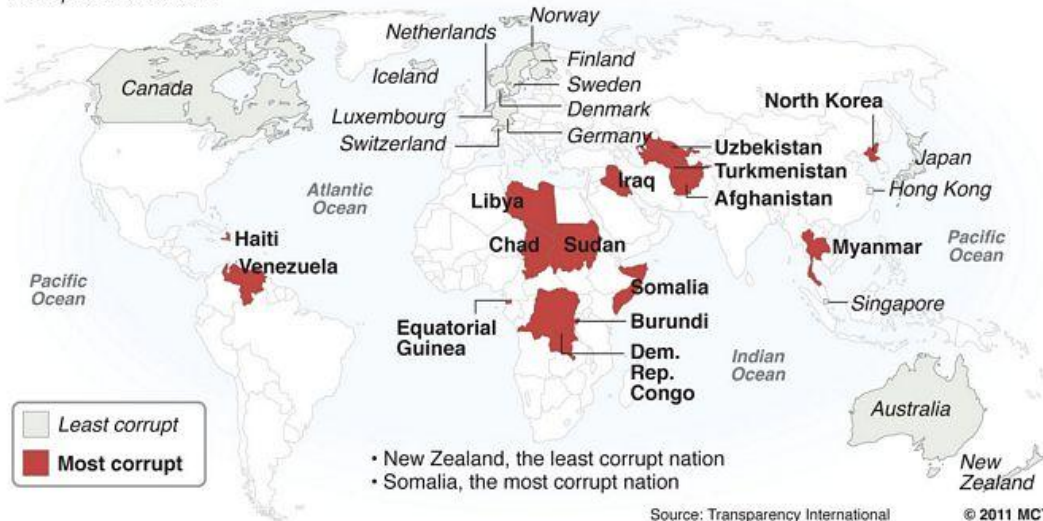 Norway
Netherlands
Finland
Iceland
Sweden
Canada
Denmark
North Korea
Luxembourg
Germany
Switzerland
Uzbekistan
Japan
Turkmenistan
Iraq
Hong Kong
Atlantic
Ocean
Libya
Afghanistan
Haiti
Chad
Sudan
Myanmar
Pacific
Ocean
Venezuela
Pacific
Ocean
Somalia
Singapore
Equatorial
Guinea
Burundi
Dem.
Rep.
Congo
Indian
Ocean
Australia
Least corrupt
Most corrupt
• New Zealand, the least corrupt nation
• Somalia, the most corrupt nation
New
Zealand
Source: Transparency International
© 2011 MCT